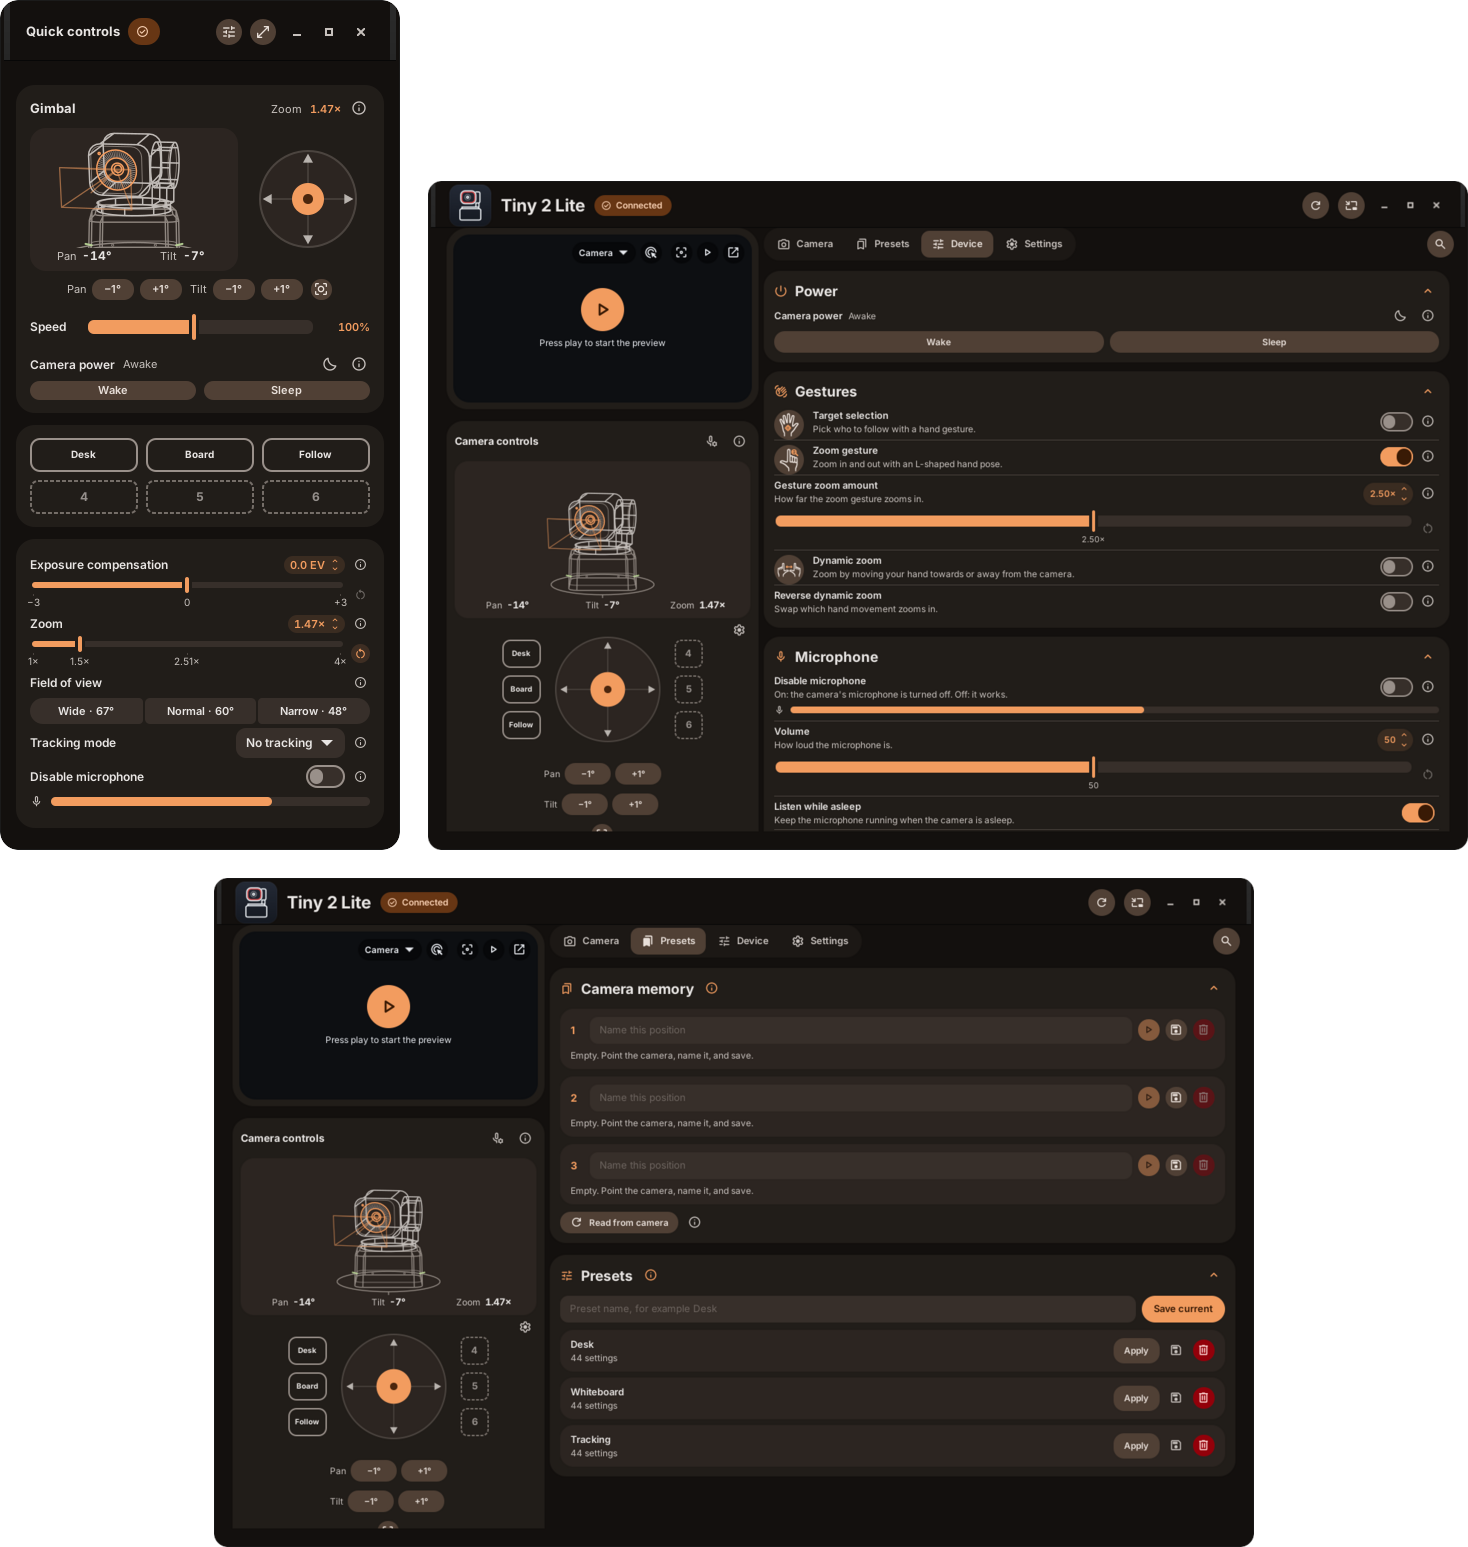 Quick controls
Gimbal
Zoom 1.47×
Pan -14° Tilt -7°
Pan −1° +1° Tilt −1° +1°
Speed 100%
Camera power Awake
Wake Sleep
Desk Board Follow
4 5 6
Exposure compensation 0.0 EV
−3 0 +3
Zoom 1.47×
1× 1.5× 2.51× 4×
Field of view
Wide · 67° Normal · 60° Narrow · 48°
Tracking mode No tracking
Disable microphone
Tiny 2 Lite Connected
Camera
Press play to start the preview
Camera controls
Pan -14° Tilt -7° Zoom 1.47×
Desk 4
Board 5
Follow 6
Pan −1° +1°
Tilt −1° +1°
Camera Presets Device Settings
Power
Camera power Awake
Wake Sleep
Gestures
Target selection
Pick who to follow with a hand gesture.
Zoom gesture
Zoom in and out with an L-shaped hand pose.
Gesture zoom amount
How far the zoom gesture zooms in.
2.50×
2.50×
Dynamic zoom
Zoom by moving your hand towards or away from the camera.
Reverse dynamic zoom
Swap which hand movement zooms in.
Microphone
Disable microphone
On: the camera's microphone is turned off. Off: it works.
Volume
How loud the microphone is.
50
50
Listen while asleep
Keep the microphone running when the camera is asleep.
Tiny 2 Lite Connected
Camera
Press play to start the preview
Camera controls
Pan -14° Tilt -7° Zoom 1.47×
Desk 4
Board 5
Follow 6
Pan −1° +1°
Tilt −1° +1°
Camera Presets Device Settings
Camera memory
1 Name this position
Empty. Point the camera, name it, and save.
2 Name this position
Empty. Point the camera, name it, and save.
3 Name this position
Empty. Point the camera, name it, and save.
Read from camera
Presets
Preset name, for example Desk Save current
Desk
44 settings
Apply
Whiteboard
44 settings
Apply
Tracking
44 settings
Apply